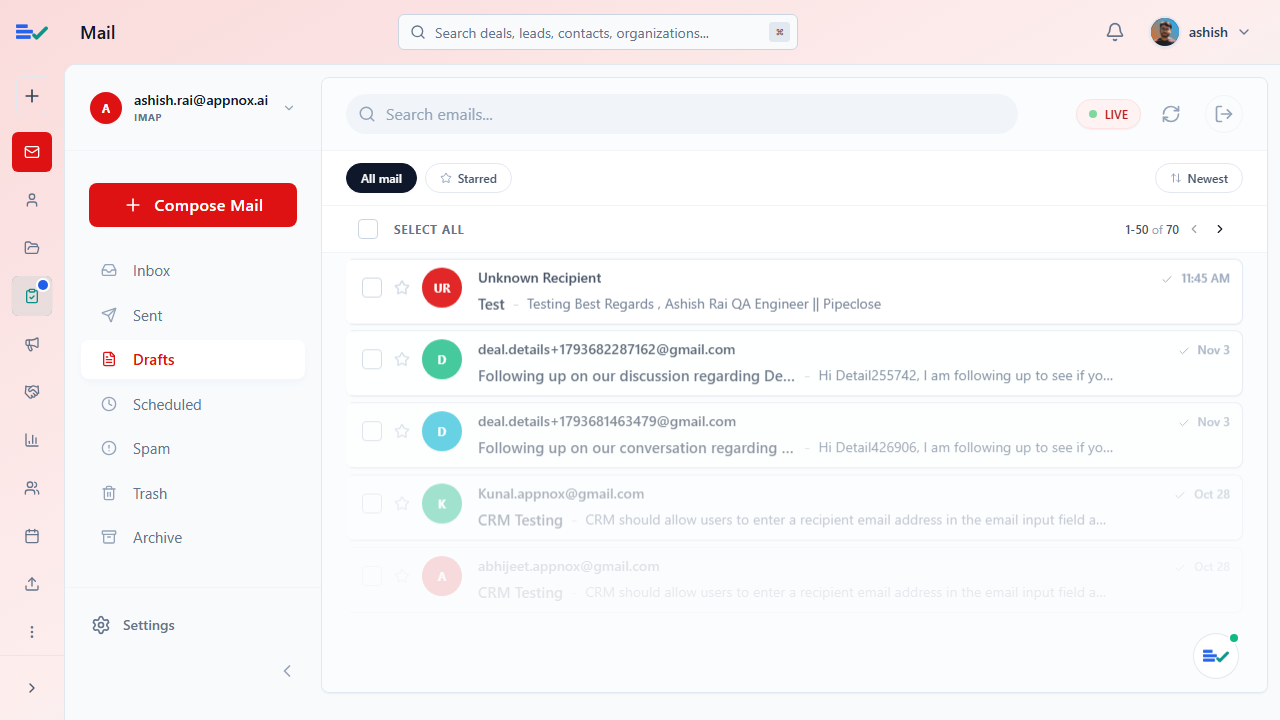 Mail
Search deals, leads, contacts, organizations...
⌘
ashish
A
ashish.rai@appnox.ai
IMAP
Compose Mail
Inbox
Sent
Drafts
Scheduled
Spam
Trash
Archive
Settings
Search emails...
LIVE
All mail
Starred
Newest
SELECT ALL
1-50 of 70
UR
Unknown Recipient
11:45 AM
Test - Testing Best Regards , Ashish Rai QA Engineer || Pipeclose
D
deal.details+1793682287162@gmail.com
Nov 3
Following up on our discussion regarding De... - Hi Detail255742, I am following up to see if yo...
D
deal.details+1793681463479@gmail.com
Nov 3
Following up on our conversation regarding ... - Hi Detail426906, I am following up to see if yo...
K
Kunal.appnox@gmail.com
Oct 28
CRM Testing - CRM should allow users to enter a recipient email address in the email input field a...
A
abhijeet.appnox@gmail.com
Oct 28
CRM Testing - CRM should allow users to enter a recipient email address in the email input field a...